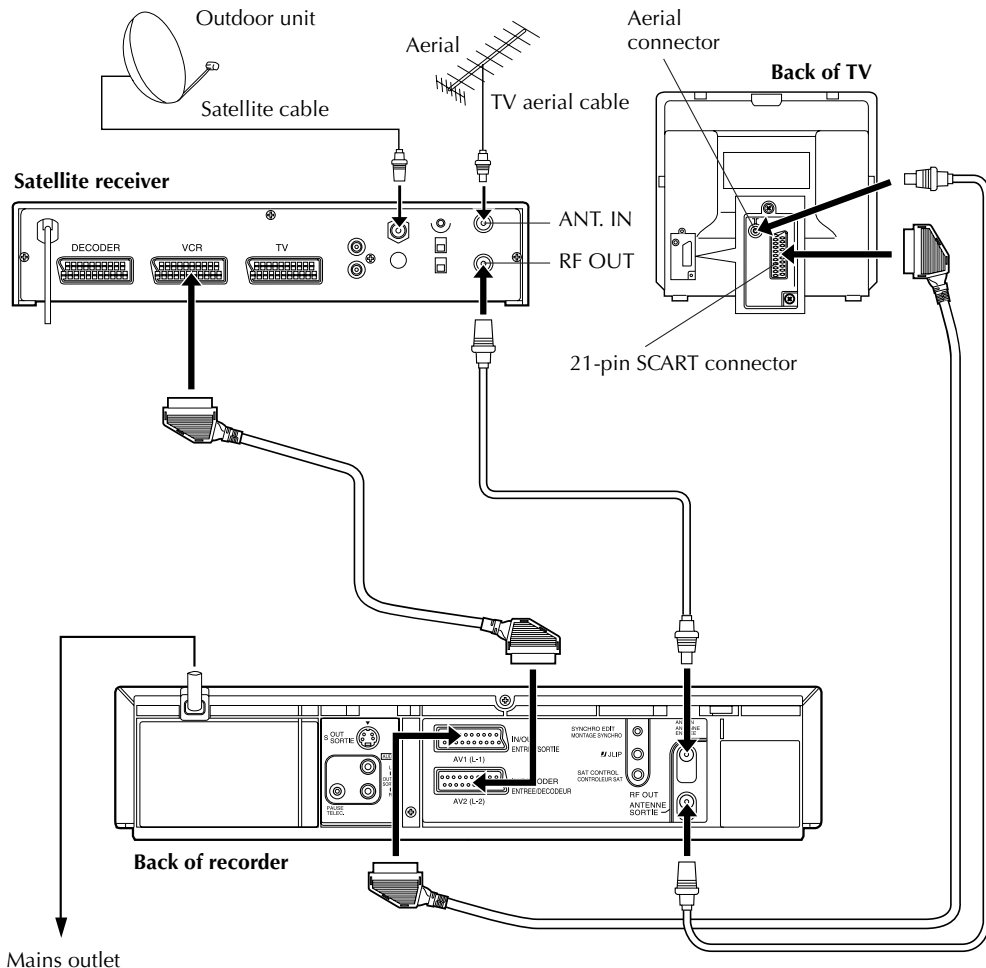 Outdoor unit
Aerial
Aerial
connector
Back of TV
Satellite cable
TV aerial cable
Satellite receiver
ANT. IN
DECODER
VCR
TV
RF OUT
21-pin SCART connector
S OUT
SORTIE
PAUSE
TELEC.
IN/OUT
ENTREE/SORTIE
AV1 (L-1)
ENTREE/DECODEUR
AV2 (L-2)
SYNCHRO EDIT
MONTAGE SYNCHRO
JLIP
SAT CONTROL
CONTROLEUR SAT
RF OUT
ANTENNE
SORTIE
ANTENNE
Back of recorder
Mains outlet